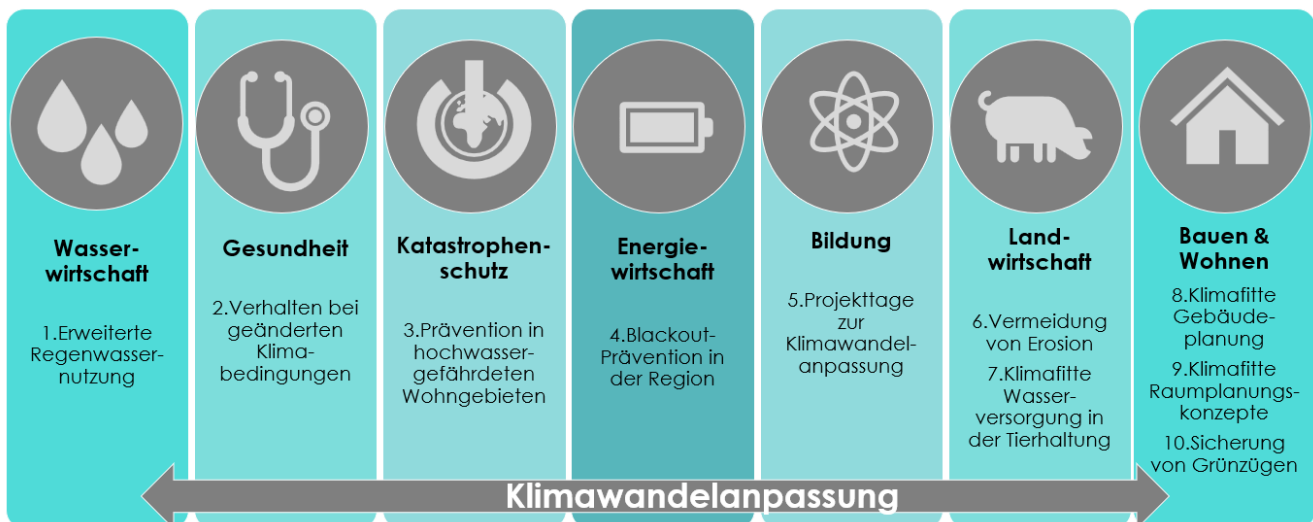 Wasser-
wirtschaft
1.Erweiterte
Regenwasser-
nutzung
Gesundheit
2.Verhalten bei
geänderten
Klima-
bedingungen
Katastrophen-
schutz
3.Prävention in
hochwasser-
gefährdeten
Wohngebieten
Energie-
wirtschaft
4.Blackout-
Prävention in
der Region
Bildung
5.Projekttage
zur
Klimawandel-
anpassung
Land-
wirtschaft
6.Vermeidung
von Erosion
7.Klimafitte
Wasser-
versorgung in
der Tierhaltung
Bauen &
Wohnen
8.Klimafitte
Gebäude-
planung
9.Klimafitte
Raumplanungs-
konzepte
10.Sicherung
von Grünzügen
Klimawandelanpassung